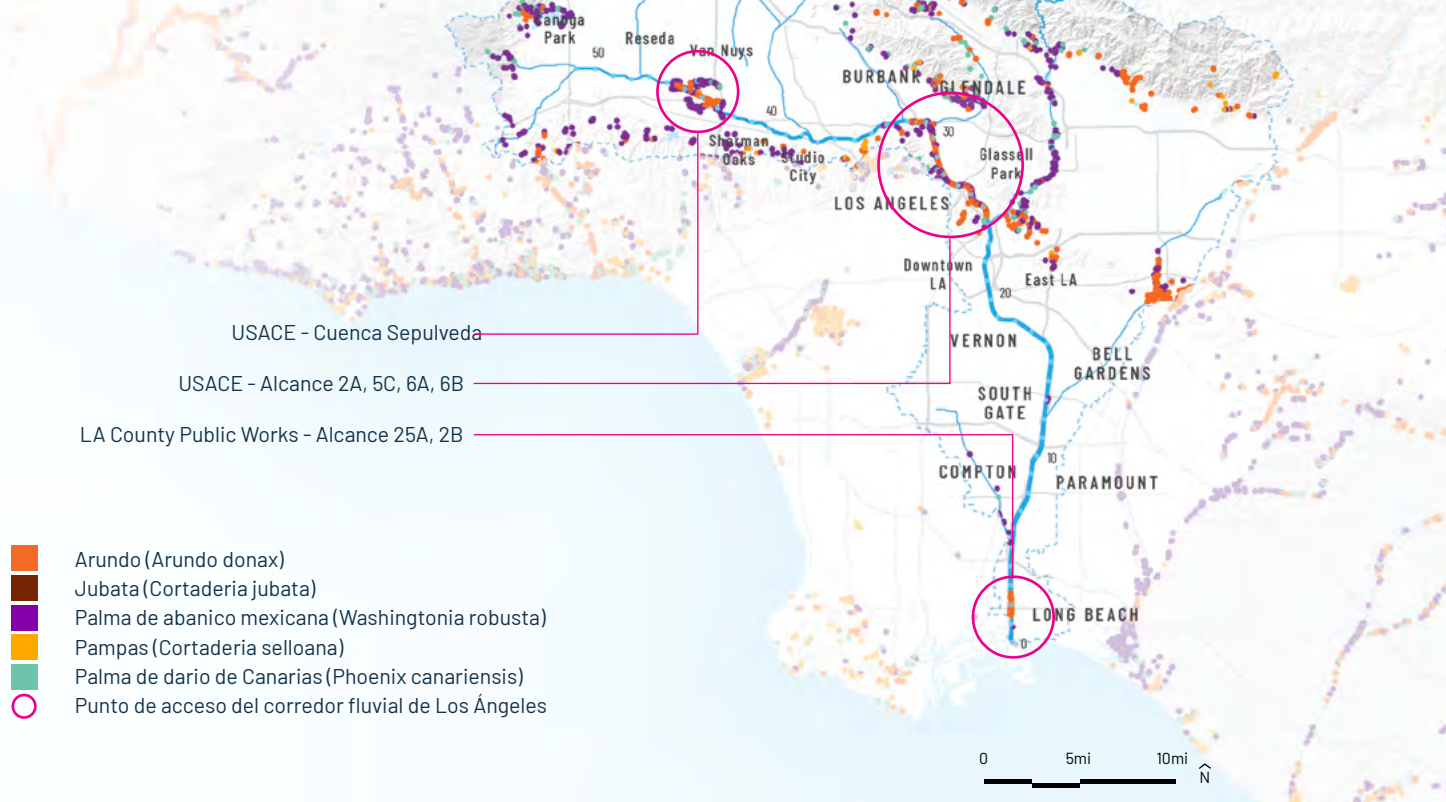 Canoga
Park
Reseda
Van Nuys
50
BURBANK
GLENDALE
40
30
Sherman
Oaks
Studio
City
Glassell
Park
LOS ANGELES
Downtown
LA
East LA
20
USACE - Cuenca Sepulveda
VERNON
BELL
GARDENS
USACE - Alcance 2A, 5C, 6A, 6B
SOUTH
GATE
LA County Public Works - Alcance 25A, 2B
10
COMPTON
PARAMOUNT
Arundo (Arundo donax)
Jubata (Cortaderia jubata)
Palma de abanico mexicana (Washingtonia robusta)
LONG BEACH
0
Pampas (Cortaderia selloana)
Palma de dario de Canarias (Phoenix canariensis)
Punto de acceso del corredor fluvial de Los Ángeles
0 5mi 10mi
N